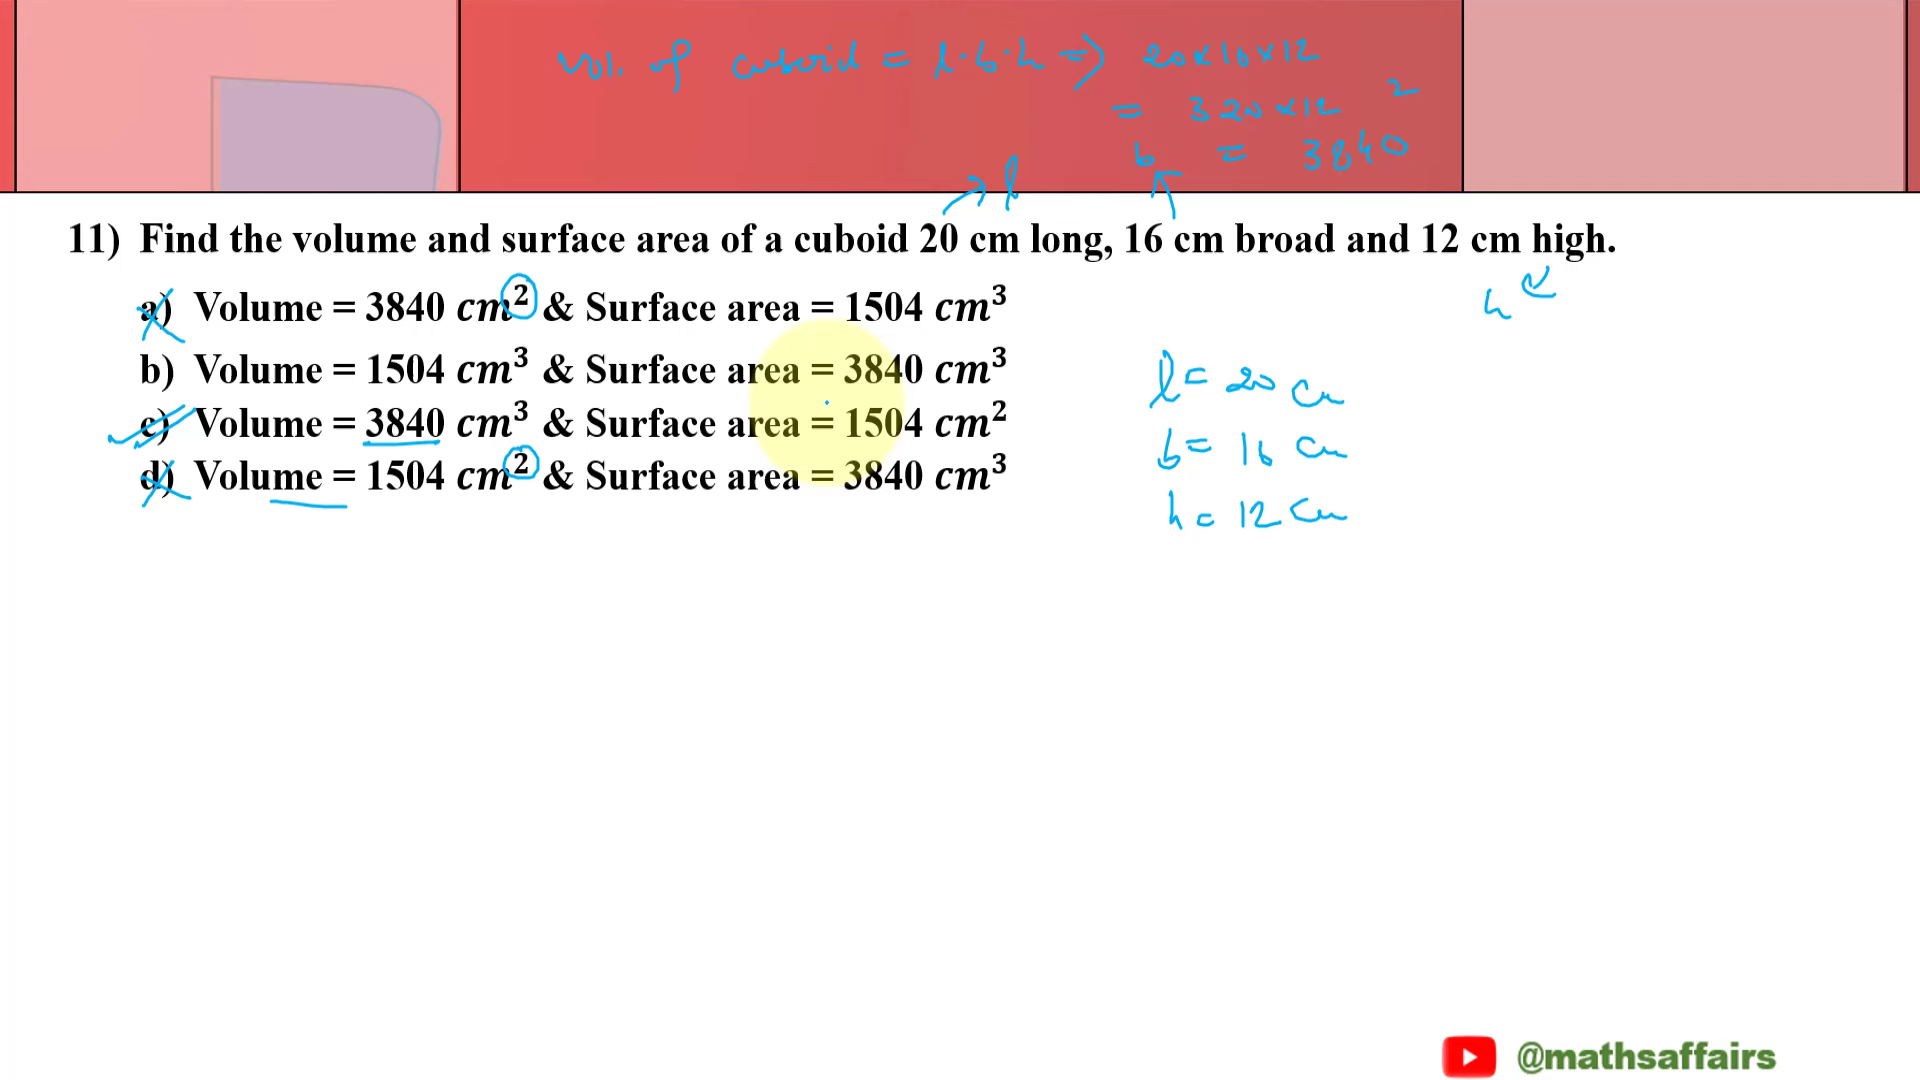 Vol. of cuboid = l·b·h => 20×16×12
= 320×12 2
= 3840
l
b
11) Find the volume and surface area of a cuboid 20 cm long, 16 cm broad and 12 cm high.
h
a) Volume = 3840 cm² & Surface area = 1504 cm³
b) Volume = 1504 cm³ & Surface area = 3840 cm³
c) Volume = 3840 cm³ & Surface area = 1504 cm²
d) Volume = 1504 cm² & Surface area = 3840 cm³
l = 20 cm
b = 16 cm
h = 12 cm
@mathsaffairs